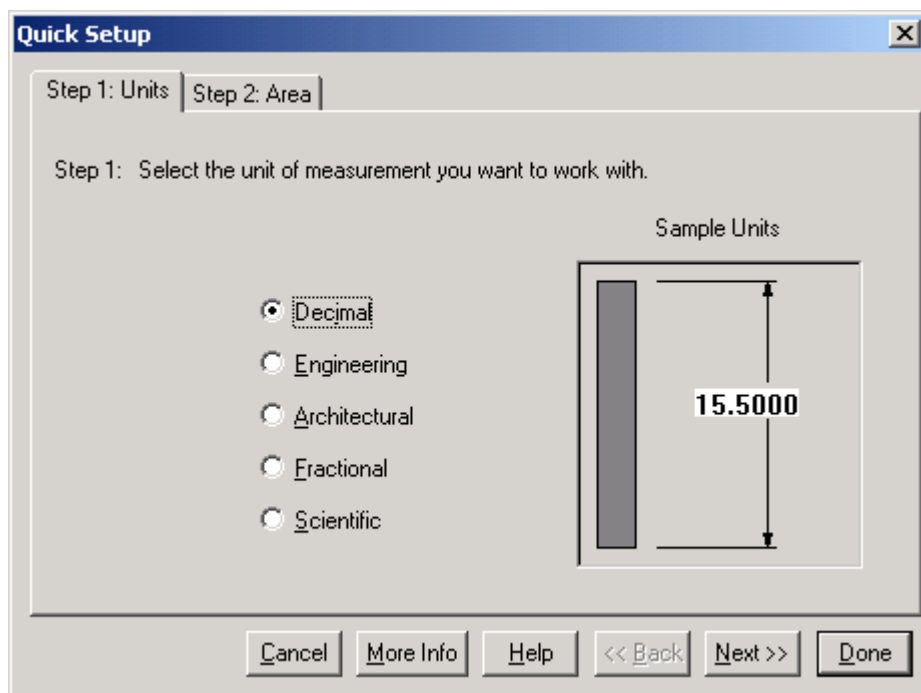 Quick Setup
Step 1: Units
Step 2: Area
Step 1: Select the unit of measurement you want to work with.
Sample Units
Decimal
Engineering
Architectural
Fractional
Scientific
15.5000
Cancel
More Info
Help
<< Back
Next >>
Done